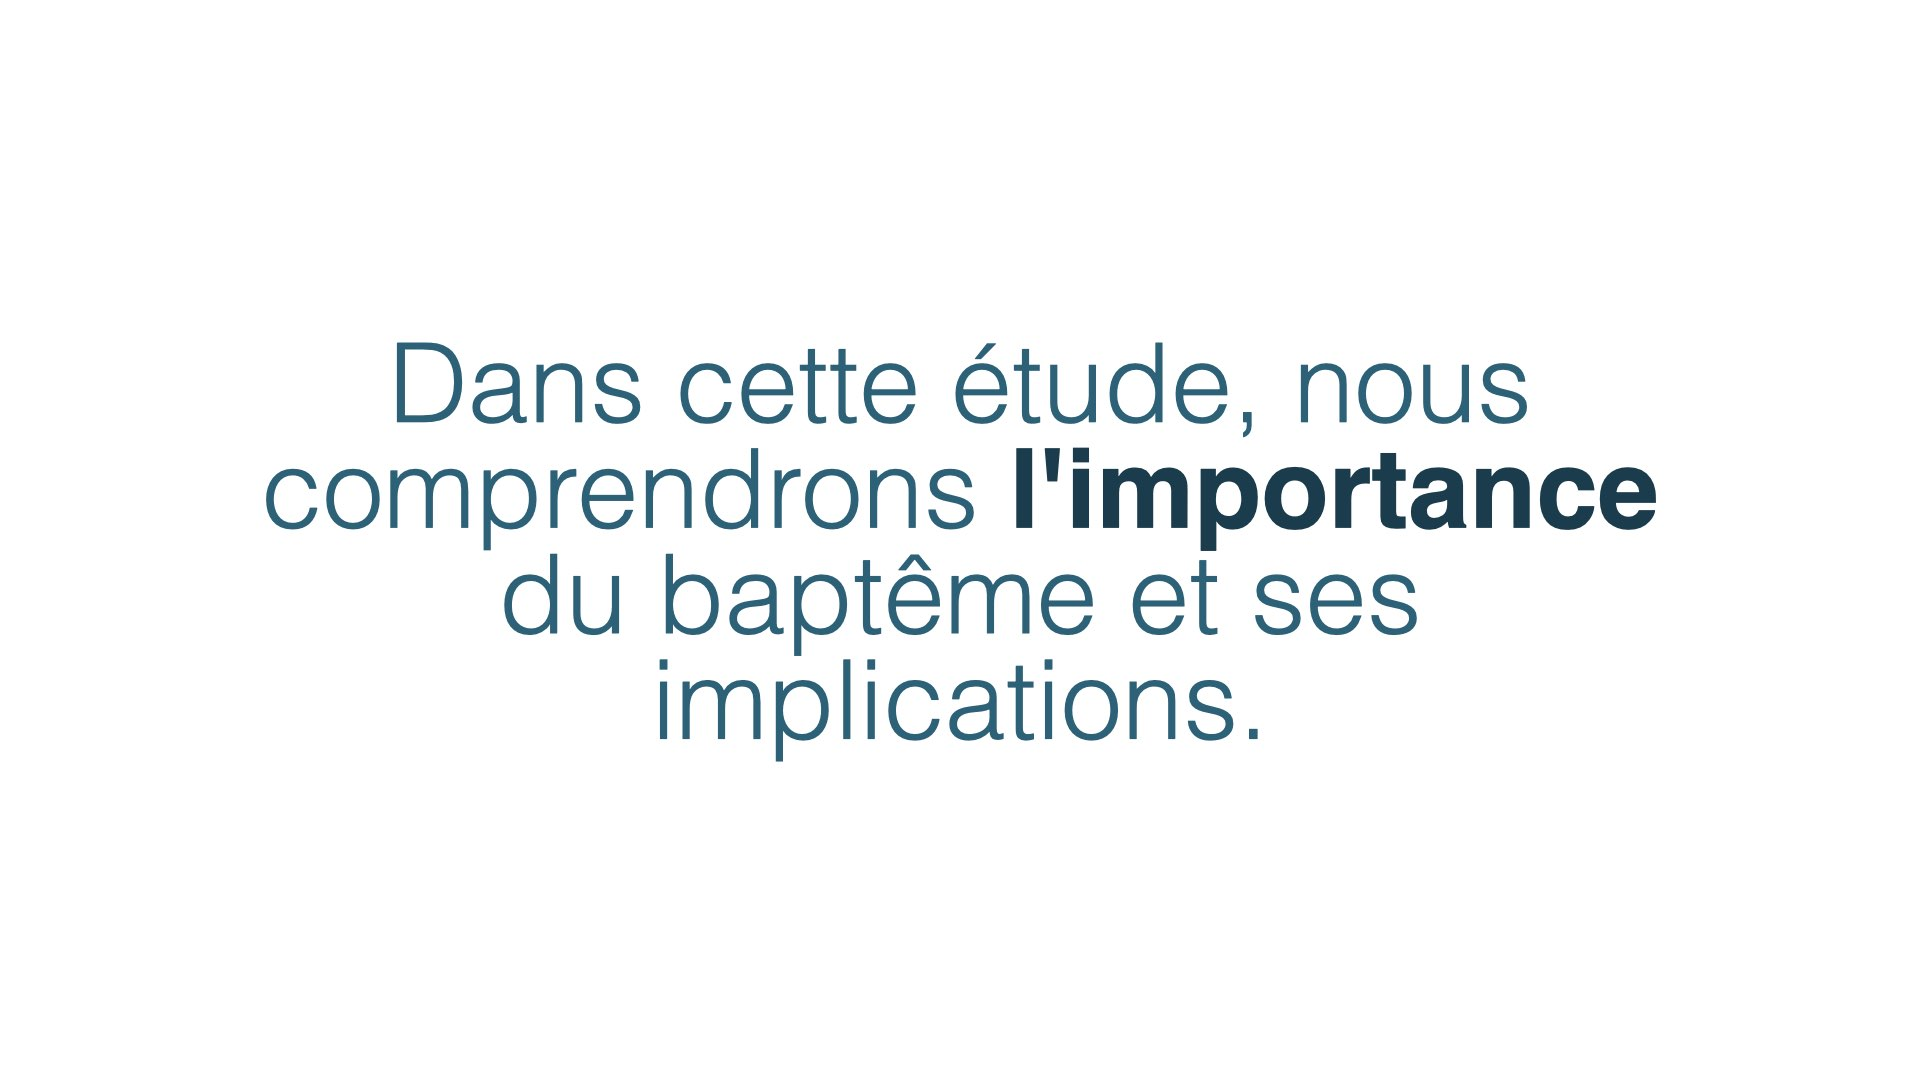 Dans cette étude, nous
comprendrons l'importance
du baptême et ses
implications.